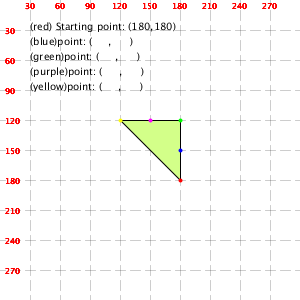 30 60 90 120 150 180 210 240 270
30
(red) Starting point: (180,180)
(blue)point: ( , )
(green)point: ( , )
(purple)point: ( , )
(yellow)point: ( , )
60
90
120
150
180
210
240
270